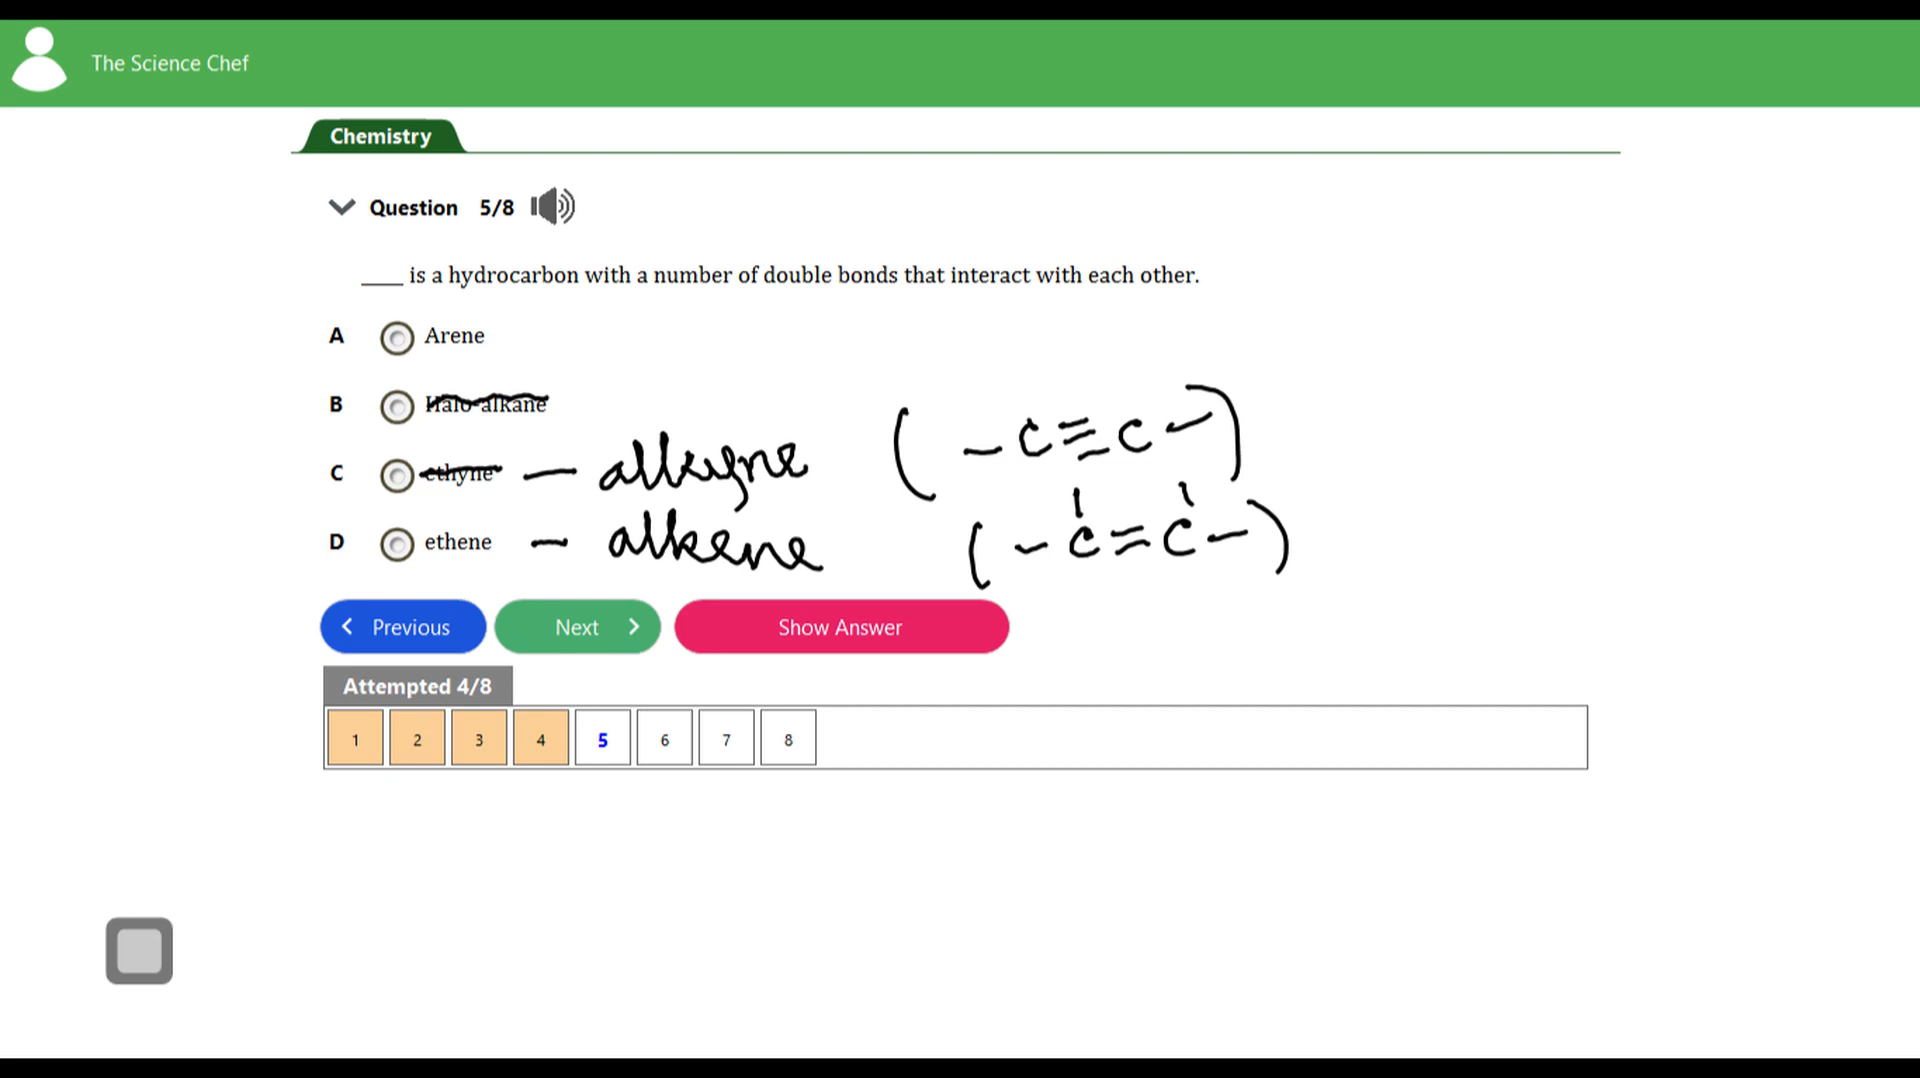 The Science Chef
Chemistry
Question 5/8
____ is a hydrocarbon with a number of double bonds that interact with each other.
A Arene
B Halo-alkane
C ethyne — alkyne (-C≡C-)
D ethene — alkene (-C=C-)
Previous Next Show Answer
Attempted 4/8
1 2 3 4 5 6 7 8